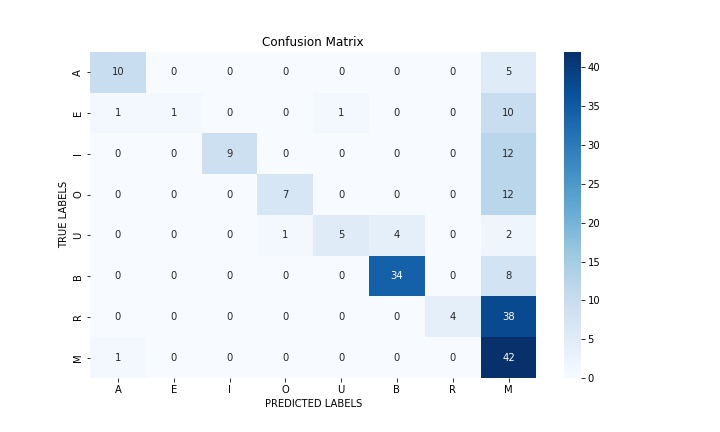 Confusion Matrix
TRUE LABELS
A 10 0 0 0 0 0 0 5
E 1 1 0 0 1 0 0 10
I 0 0 9 0 0 0 0 12
O 0 0 0 7 0 0 0 12
U 0 0 0 1 5 4 0 2
B 0 0 0 0 0 34 0 8
R 0 0 0 0 0 0 4 38
M 1 0 0 0 0 0 0 42
A E I O U B R M
PREDICTED LABELS
40
35
30
25
20
15
10
5
0